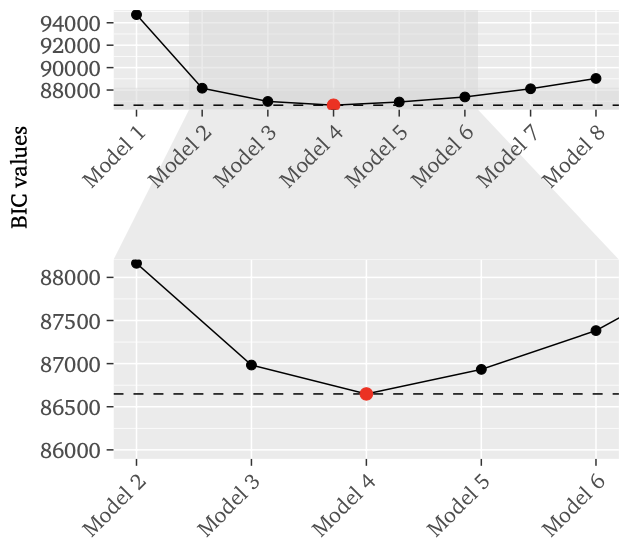 94000
92000
90000
88000
Model 1
Model 2
Model 3
Model 4
Model 5
Model 6
Model 7
Model 8
BIC values
88000
87500
87000
86500
86000
Model 2
Model 3
Model 4
Model 5
Model 6